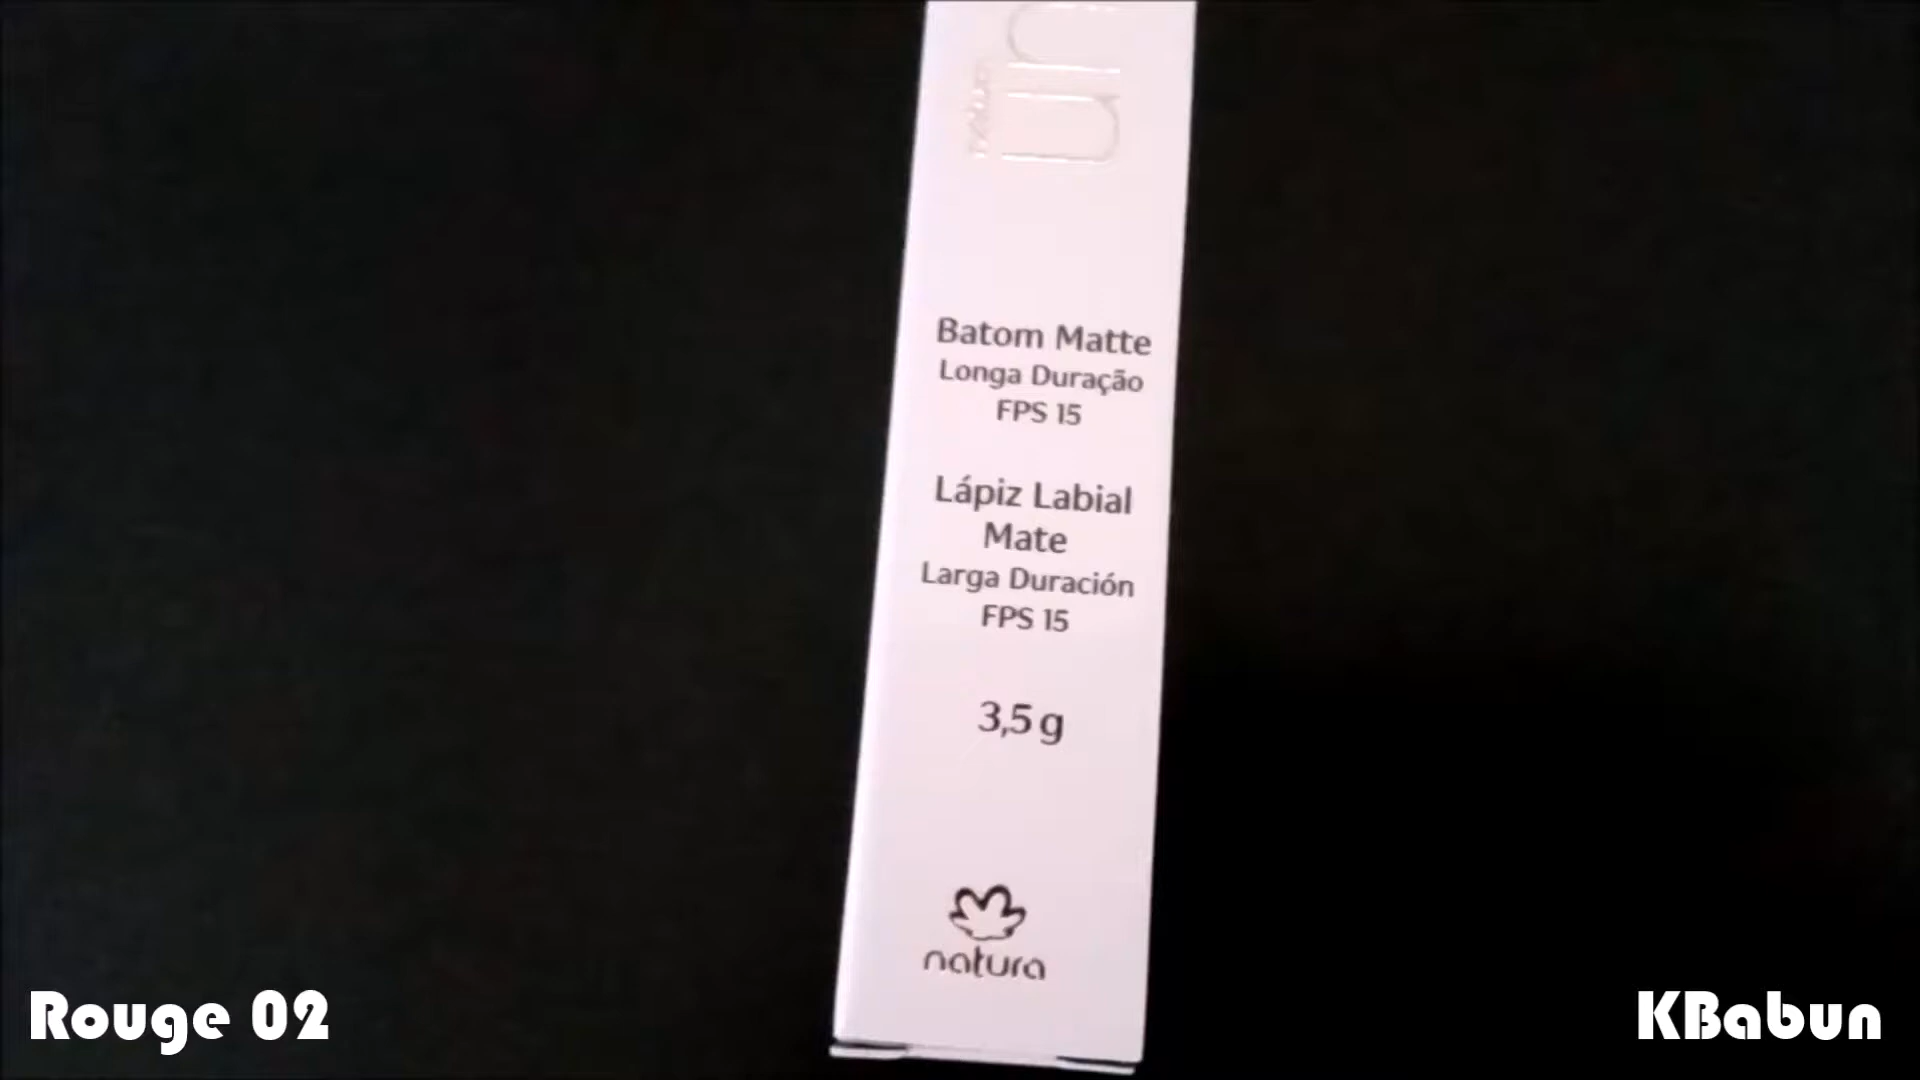 natura
Batom Matte
Longa Duração
FPS 15
Lápiz Labial
Mate
Larga Duración
FPS 15
3,5 g
natura
Rouge 02
KBabun